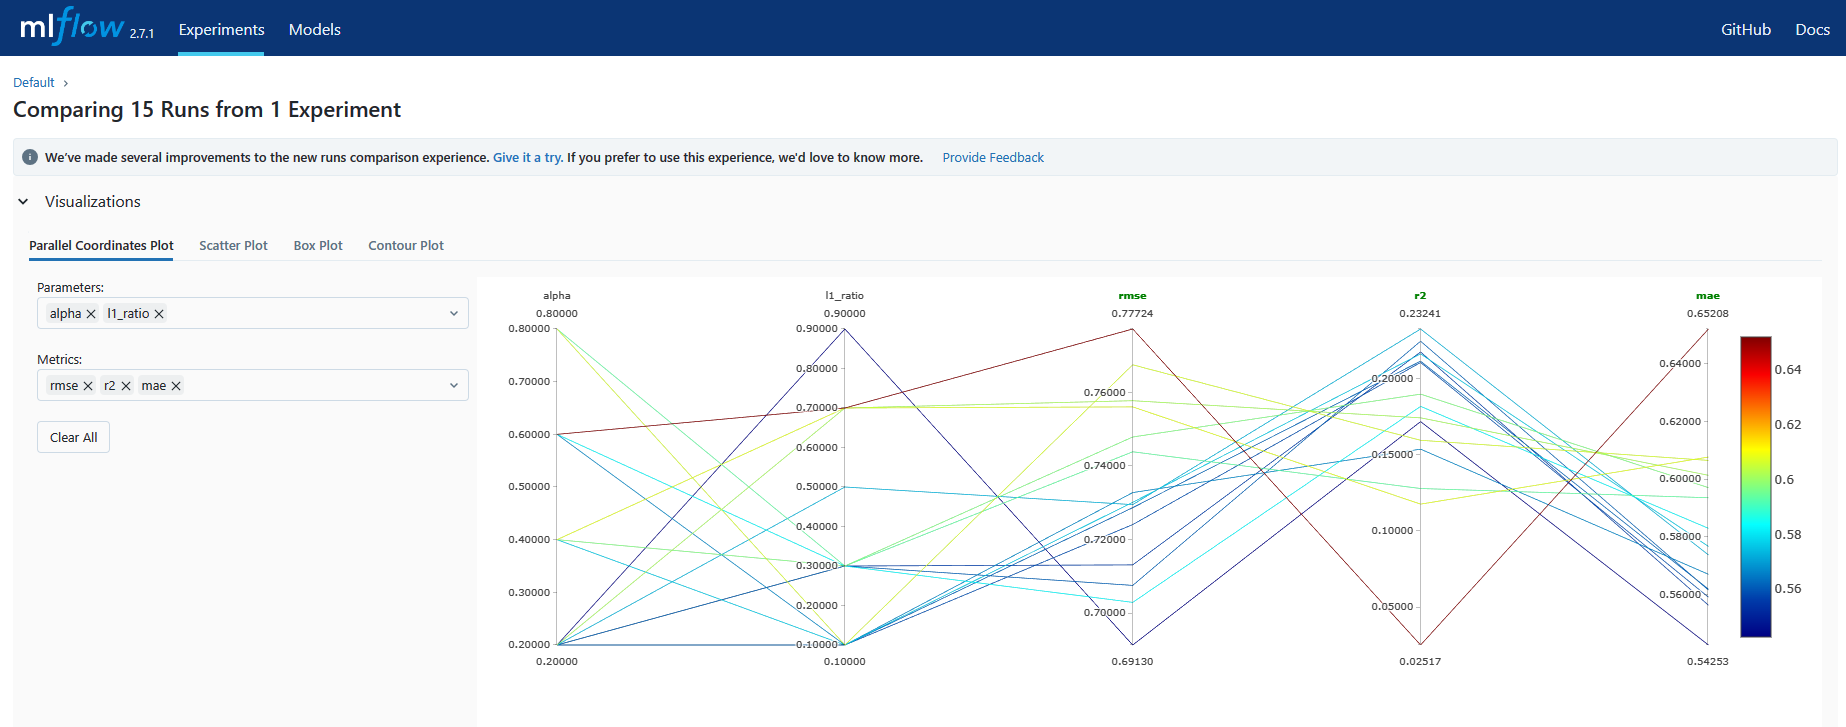 mlflow 2.7.1 Experiments Models GitHub Docs
Default ›
Comparing 15 Runs from 1 Experiment
We've made several improvements to the new runs comparison experience. Give it a try. If you prefer to use this experience, we'd love to know more. Provide Feedback
Visualizations
Parallel Coordinates Plot Scatter Plot Box Plot Contour Plot
Parameters:
alpha × l1_ratio ×
Metrics:
rmse × r2 × mae ×
Clear All
alpha l1_ratio rmse r2 mae
0.80000 0.90000 0.77724 0.23241 0.65208
0.80000
0.70000
0.60000
0.50000
0.40000
0.30000
0.20000
0.90000
0.80000
0.70000
0.60000
0.50000
0.40000
0.30000
0.20000
0.10000
0.76000
0.74000
0.72000
0.70000
0.20000
0.15000
0.10000
0.05000
0.64000
0.62000
0.60000
0.58000
0.56000
0.64
0.62
0.6
0.58
0.56
0.20000 0.10000 0.69130 0.02517 0.54253